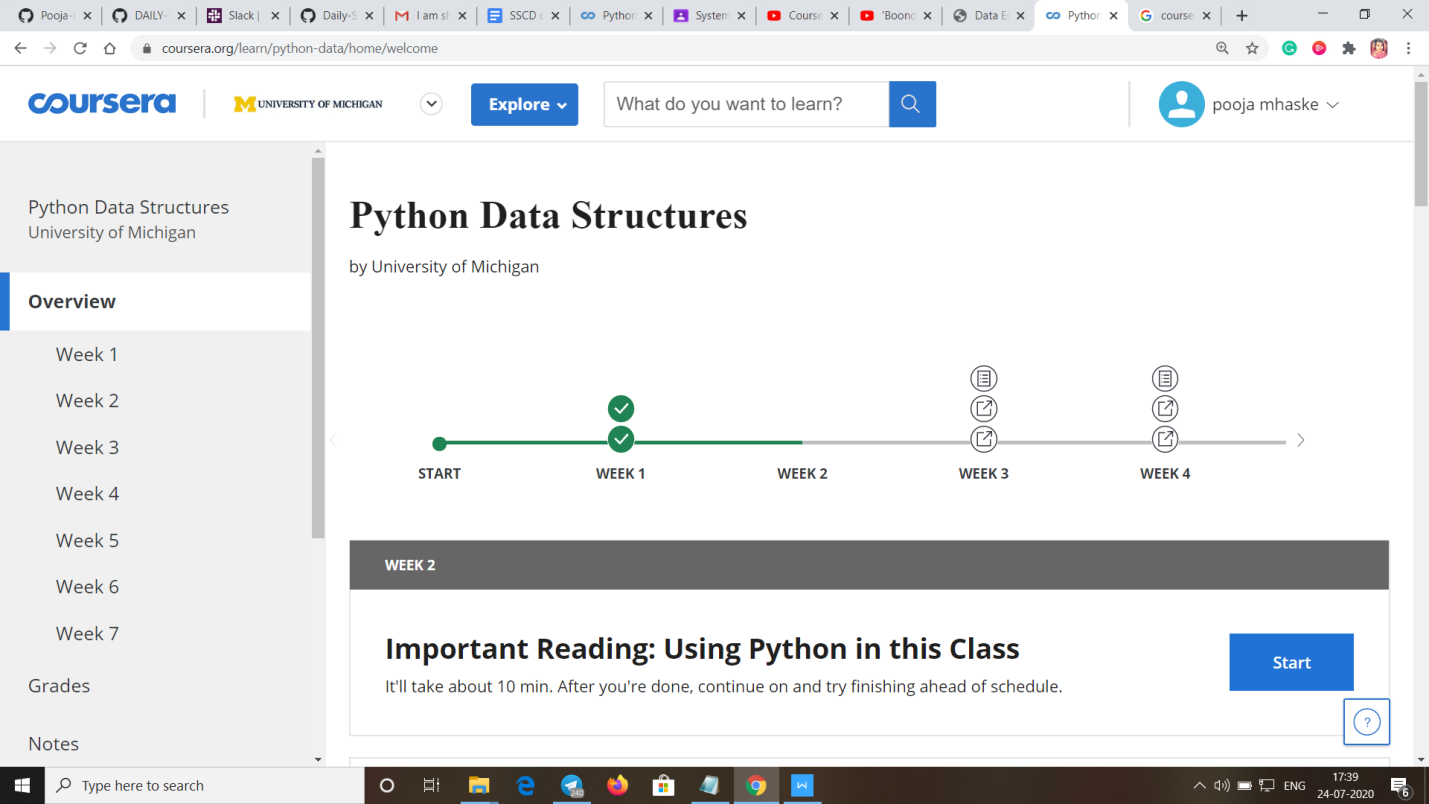 Pooja-
DAILY-
Slack |
Daily-S
I am sh
SSCD
Python
System
Course
'Boond
Data E
Python
course
coursera.org/learn/python-data/home/welcome
coursera
UNIVERSITY OF MICHIGAN
Explore
What do you want to learn?
pooja mhaske
Python Data Structures
University of Michigan
Overview
Week 1
Week 2
Week 3
Week 4
Week 5
Week 6
Week 7
Grades
Notes
Python Data Structures
by University of Michigan
START
WEEK 1
WEEK 2
WEEK 3
WEEK 4
WEEK 2
Important Reading: Using Python in this Class
It'll take about 10 min. After you're done, continue on and try finishing ahead of schedule.
Start
?
Type here to search
240
W
ENG
17:39
24-07-2020
6